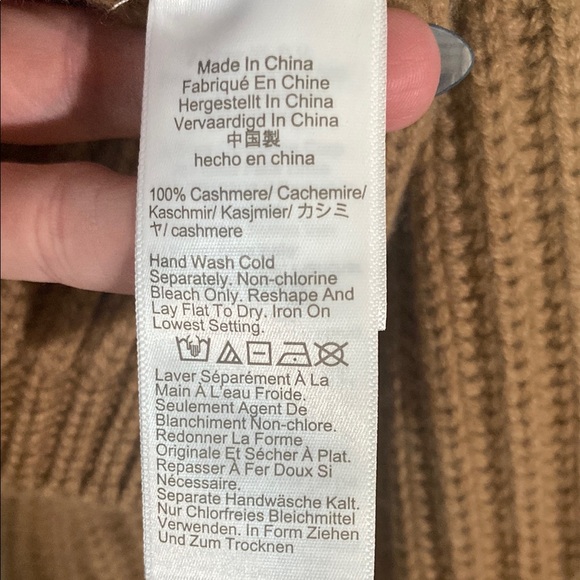 Made In China
Fabriqué En Chine
Hergestellt In China
Vervaardigd In China
中国製
hecho en china
100% Cashmere/ Cachemire/
Kaschmir/ Kasjmier/ カシミ
ヤ/ cashmere
Hand Wash Cold
Separately. Non-chlorine
Bleach Only. Reshape And
Lay Flat To Dry. Iron On
Lowest Setting.
Laver Séparément À La
Main À L'eau Froide.
Seulement Agent De
Blanchiment Non-chlore.
Redonner La Forme
Originale Et Sécher À Plat.
Repasser À Fer Doux Si
Nécessaire.
Separate Handwäsche Kalt.
Nur Chlorfreies Bleichmittel
Verwenden. In Form Ziehen
Und Zum Trocknen